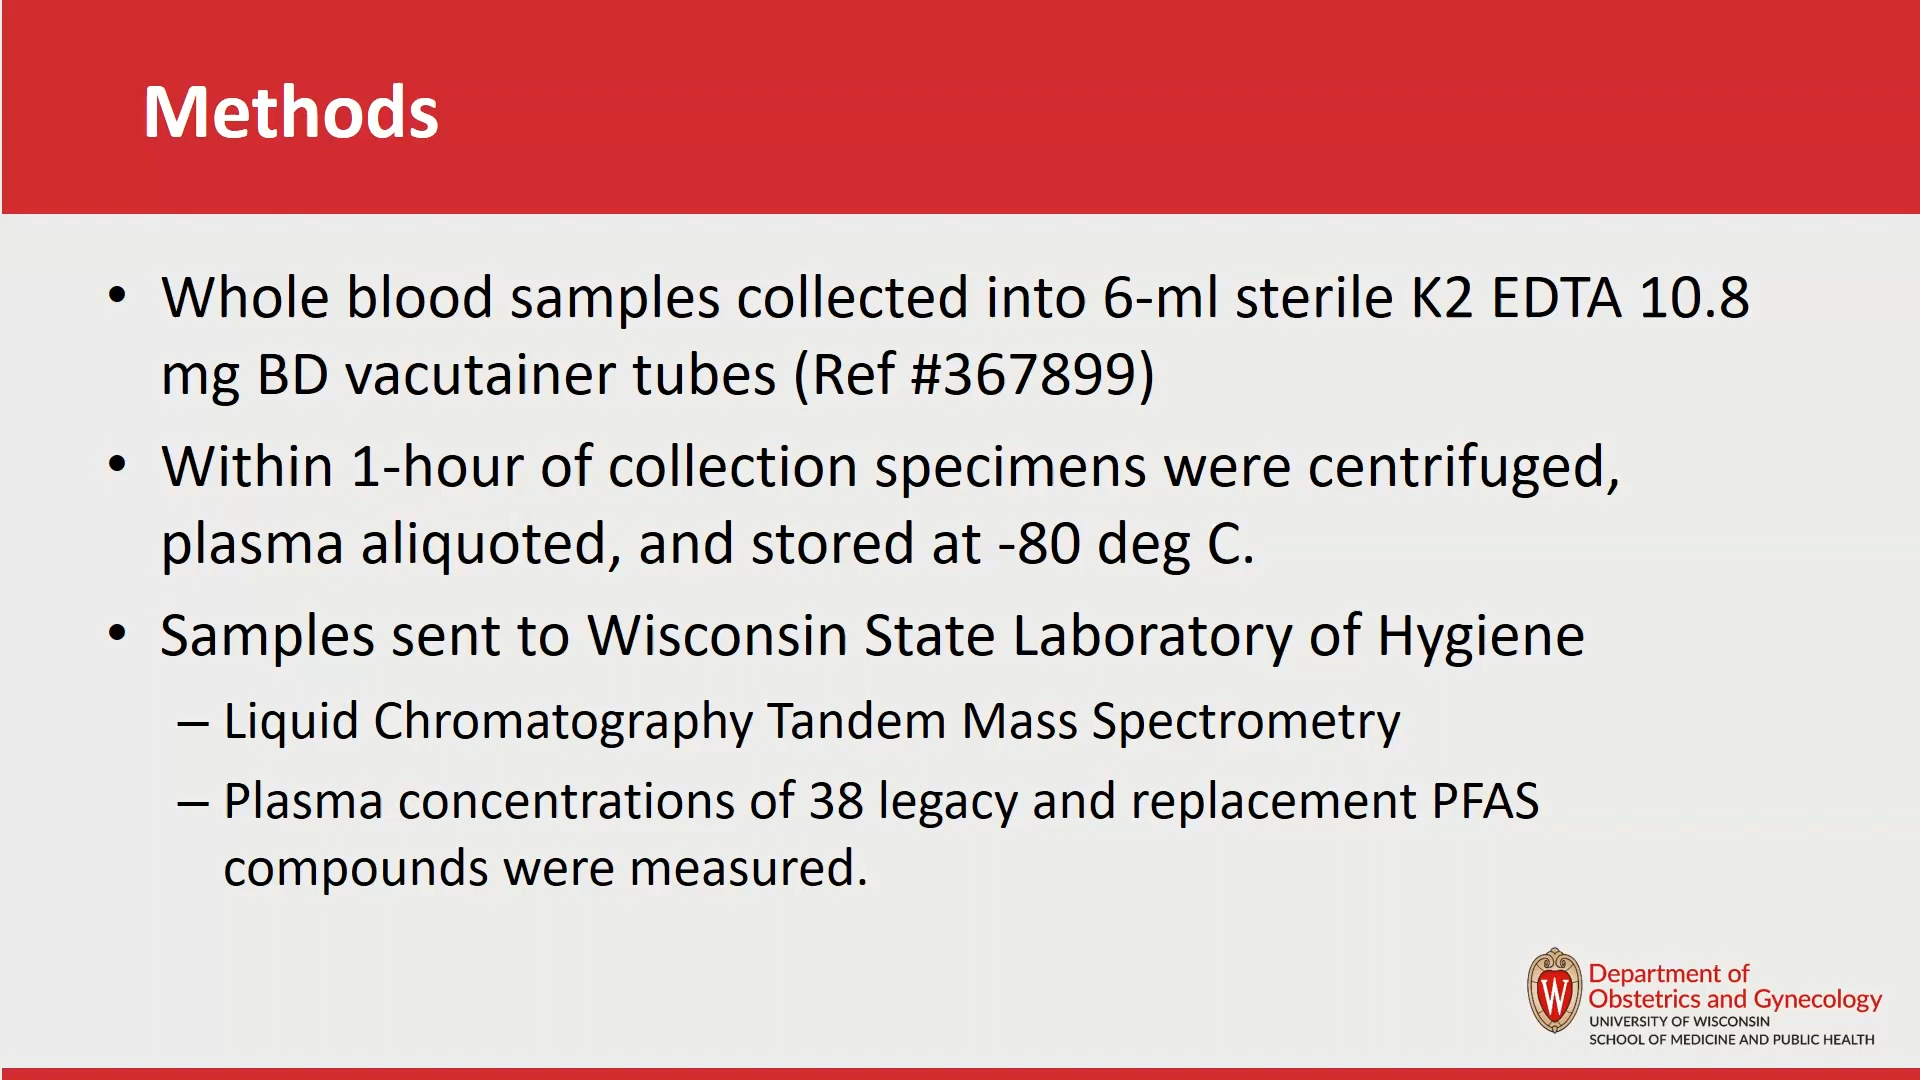 Methods
• Whole blood samples collected into 6-ml sterile K2 EDTA 10.8
mg BD vacutainer tubes (Ref #367899)
• Within 1-hour of collection specimens were centrifuged,
plasma aliquoted, and stored at -80 deg C.
• Samples sent to Wisconsin State Laboratory of Hygiene
– Liquid Chromatography Tandem Mass Spectrometry
– Plasma concentrations of 38 legacy and replacement PFAS
compounds were measured.
W
Department of
Obstetrics and Gynecology
UNIVERSITY OF WISCONSIN
SCHOOL OF MEDICINE AND PUBLIC HEALTH